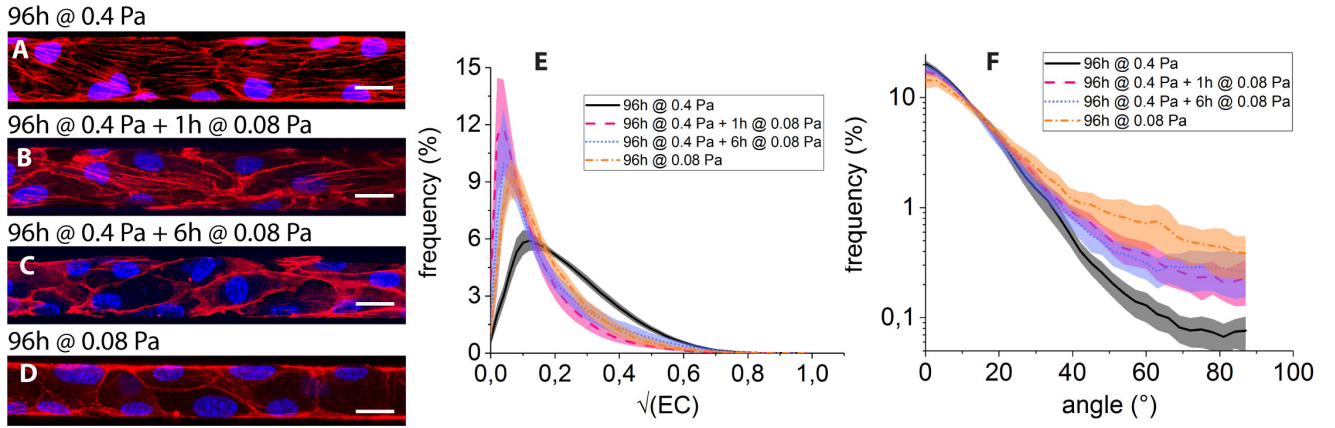 96h @ 0.4 Pa
A
96h @ 0.4 Pa + 1h @ 0.08 Pa
B
96h @ 0.4 Pa + 6h @ 0.08 Pa
C
96h @ 0.08 Pa
D
E
96h @ 0.4 Pa
96h @ 0.4 Pa + 1h @ 0.08 Pa
96h @ 0.4 Pa + 6h @ 0.08 Pa
96h @ 0.08 Pa
frequency (%)
15
12
9
6
3
0
0,0 0,2 0,4 0,6 0,8 1,0
√(EC)
F
96h @ 0.4 Pa
96h @ 0.4 Pa + 1h @ 0.08 Pa
96h @ 0.4 Pa + 6h @ 0.08 Pa
96h @ 0.08 Pa
frequency (%)
10
1
0,1
0 20 40 60 80 100
angle (°)